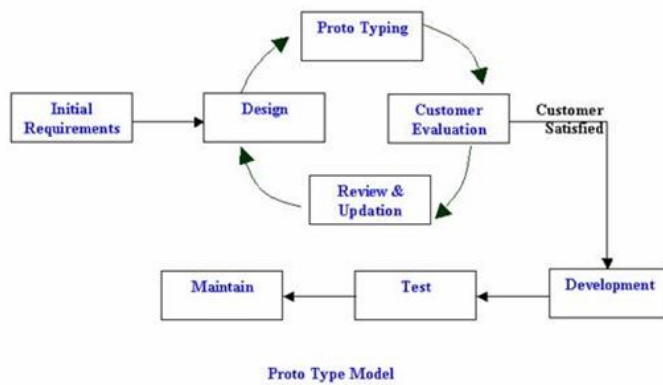 Proto Typing
Initial
Requirements
Design
Customer
Evaluation
Customer
Satisfied
Review &
Updation
Maintain
Test
Development
Proto Type Model